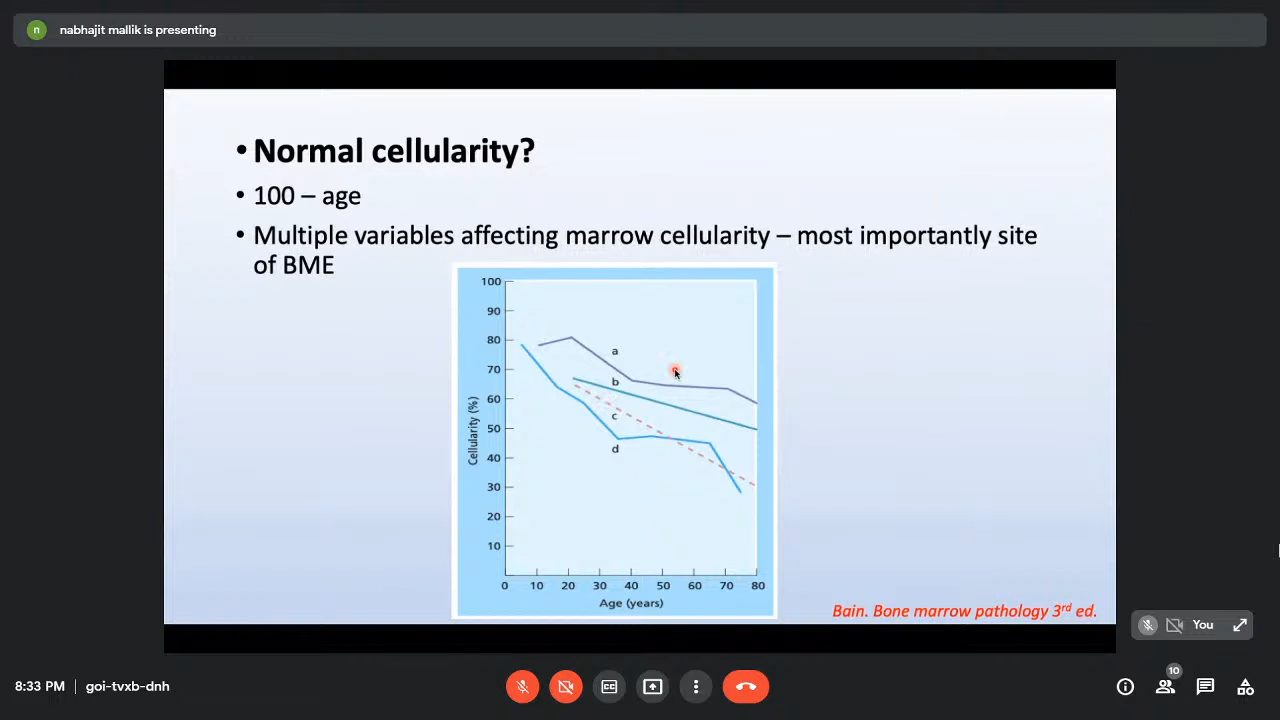 n
nabhajit mallik is presenting
• Normal cellularity?
• 100 – age
• Multiple variables affecting marrow cellularity – most importantly site
of BME
100
90
80
70
60
50
40
30
20
10
Cellularity (%)
a
b
c
d
0 10 20 30 40 50 60 70 80
Age (years)
Bain. Bone marrow pathology 3rd ed.
You
8:33 PM | goi-tvxb-dnh
CC
10